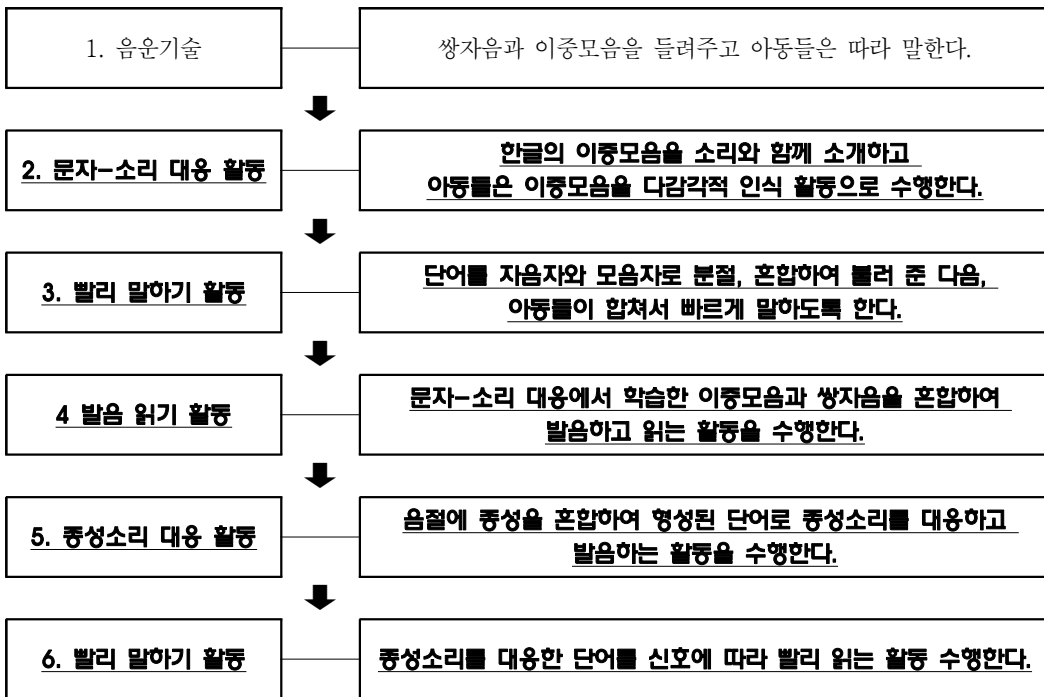 1. 음운기술
쌍자음과 이중모음을 들려주고 아동들은 따라 말한다.
2. 문자-소리 대응 활동
한글의 이중모음을 소리와 함께 소개하고
아동들은 이중모음을 다감각적 인식 활동으로 수행한다.
3. 빨리 말하기 활동
단어를 자음자와 모음자로 분절, 혼합하여 불러 준 다음,
아동들이 합쳐서 빠르게 말하도록 한다.
4 발음 읽기 활동
문자-소리 대응에서 학습한 이중모음과 쌍자음을 혼합하여
발음하고 읽는 활동을 수행한다.
5. 종성소리 대응 활동
음절에 종성을 혼합하여 형성된 단어로 종성소리를 대응하고
발음하는 활동을 수행한다.
6. 빨리 말하기 활동
종성소리를 대응한 단어를 신호에 따라 빨리 읽는 활동 수행한다.